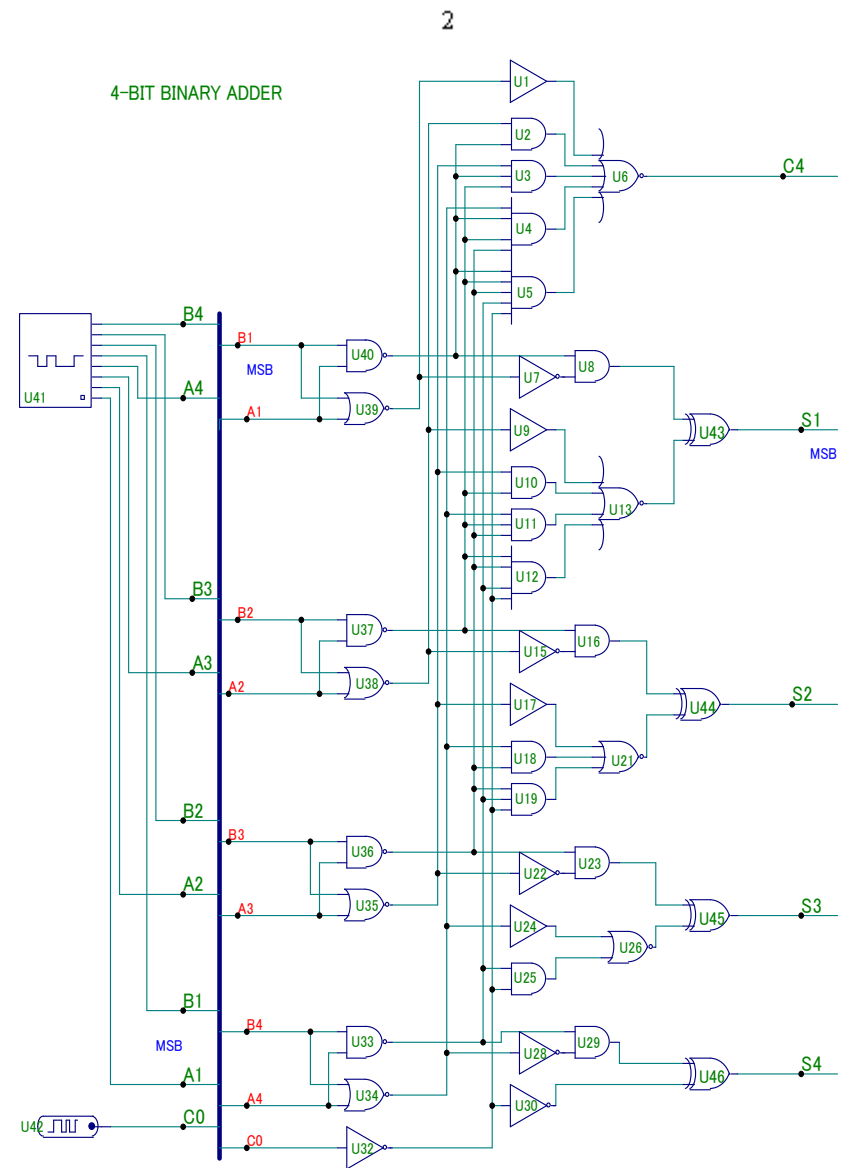 2
4-BIT BINARY ADDER
U1
U2
U3
U6
C4
U4
U5
B4
U41
B1
MSB
U40
A4
A1
U39
U7
U8
U9
U43
S1
MSB
U10
U13
U11
U12
B3
B2
U37
A3
A2
U38
U15
U16
U17
U44
S2
U18
U21
U19
B2
B3
U36
A2
A3
U35
U22
U23
U24
U45
S3
U26
U25
B1
MSB
B4
U33
A1
A4
U34
U28
U29
U30
U46
S4
U42
C0
C0
U32